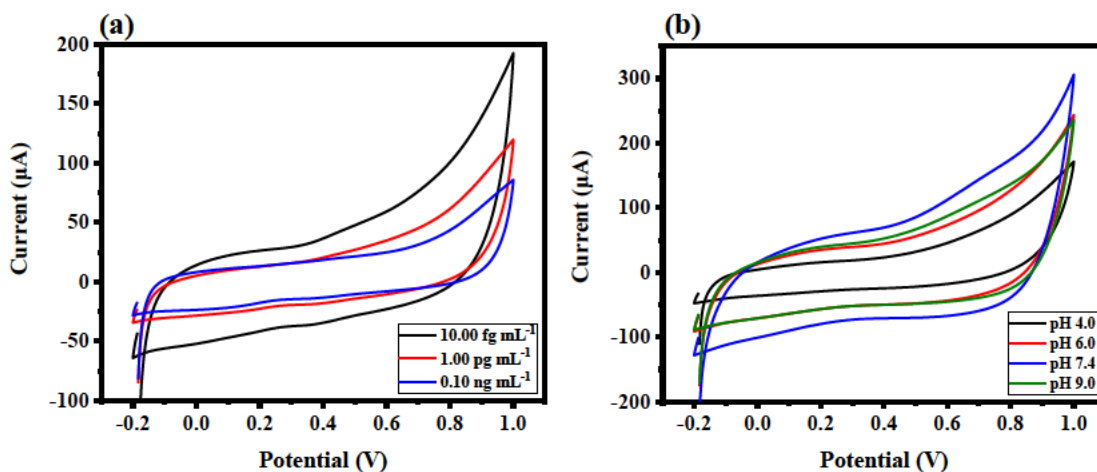 (a)
200
150
100
50
0
-50
-100
-0.2 0.0 0.2 0.4 0.6 0.8 1.0
Current (µA)
Potential (V)
10.00 fg mL⁻¹
1.00 pg mL⁻¹
0.10 ng mL⁻¹
(b)
300
200
100
0
-100
-200
-0.2 0.0 0.2 0.4 0.6 0.8 1.0
Current (µA)
Potential (V)
pH 4.0
pH 6.0
pH 7.4
pH 9.0